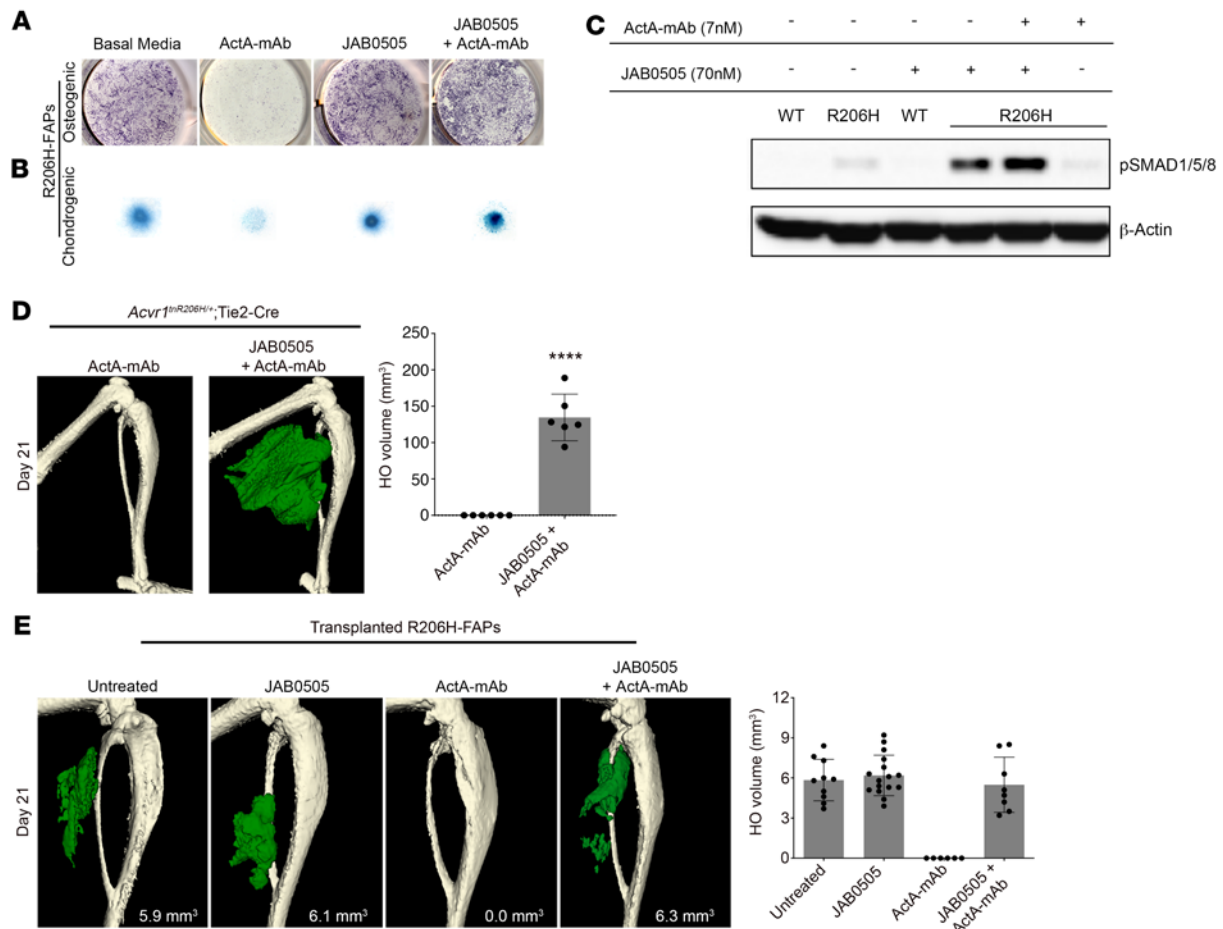 A
Basal Media
ActA-mAb
JAB0505
JAB0505
+ ActA-mAb
R206H-FAPs
Osteogenic
B
Chondrogenic
C
ActA-mAb (7nM) - - - - + +
JAB0505 (70nM) - - + + + -
WT R206H WT R206H
pSMAD1/5/8
β-Actin
D
Acvr1tnR206H/+;Tie2-Cre
ActA-mAb
JAB0505
+ ActA-mAb
Day 21
HO volume (mm3)
250
200
150
100
50
0
****
ActA-mAb
JAB0505 +
ActA-mAb
E
Transplanted R206H-FAPs
Untreated
JAB0505
ActA-mAb
JAB0505
+ ActA-mAb
Day 21
5.9 mm3
6.1 mm3
0.0 mm3
6.3 mm3
HO volume (mm3)
12
9
6
3
0
Untreated
JAB0505
ActA-mAb
JAB0505 +
ActA-mAb